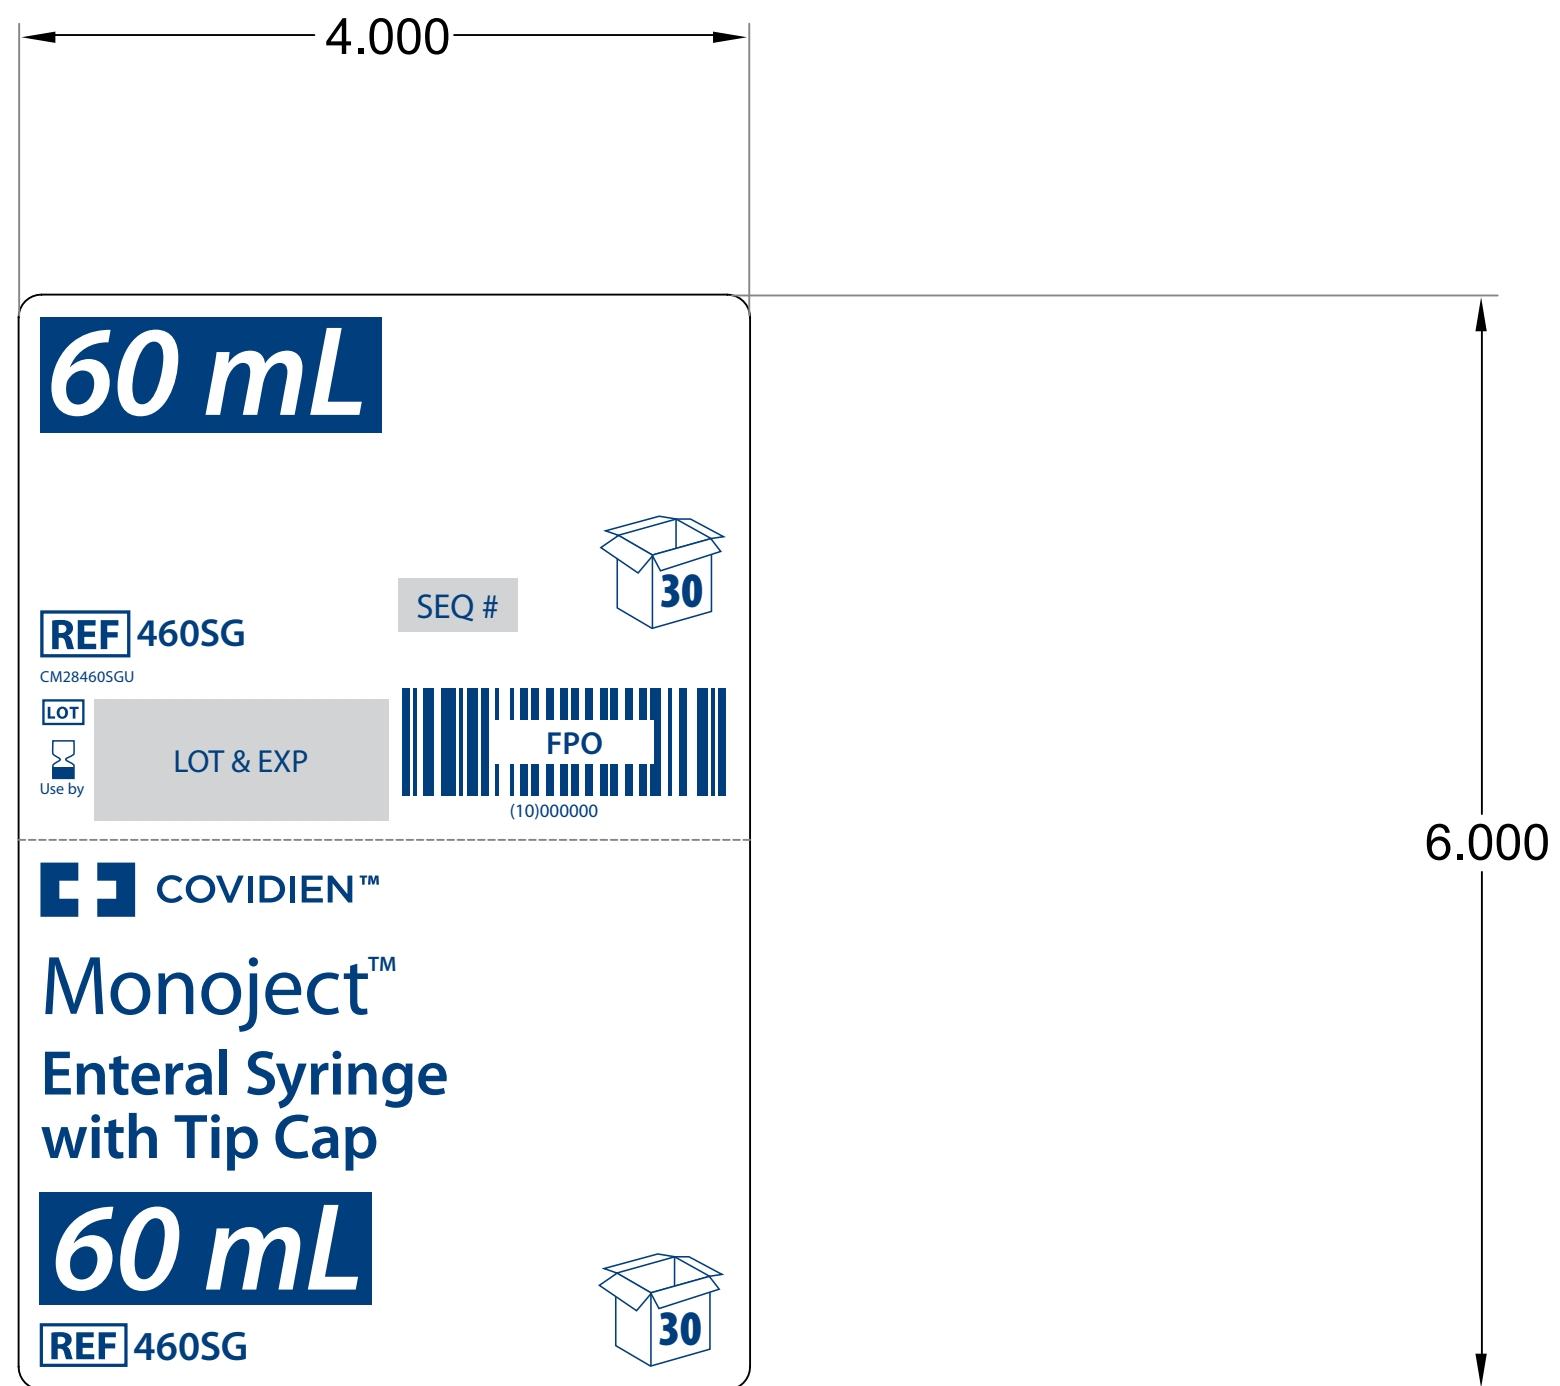 4.000
60 mL
30
SEQ #
REF 460SG
CM28460SGU
LOT
LOT & EXP
FPO
Use by
(10)000000
6.000
COVIDIEN™
Monoject™
Enteral Syringe
with Tip Cap
60 mL
30
REF 460SG